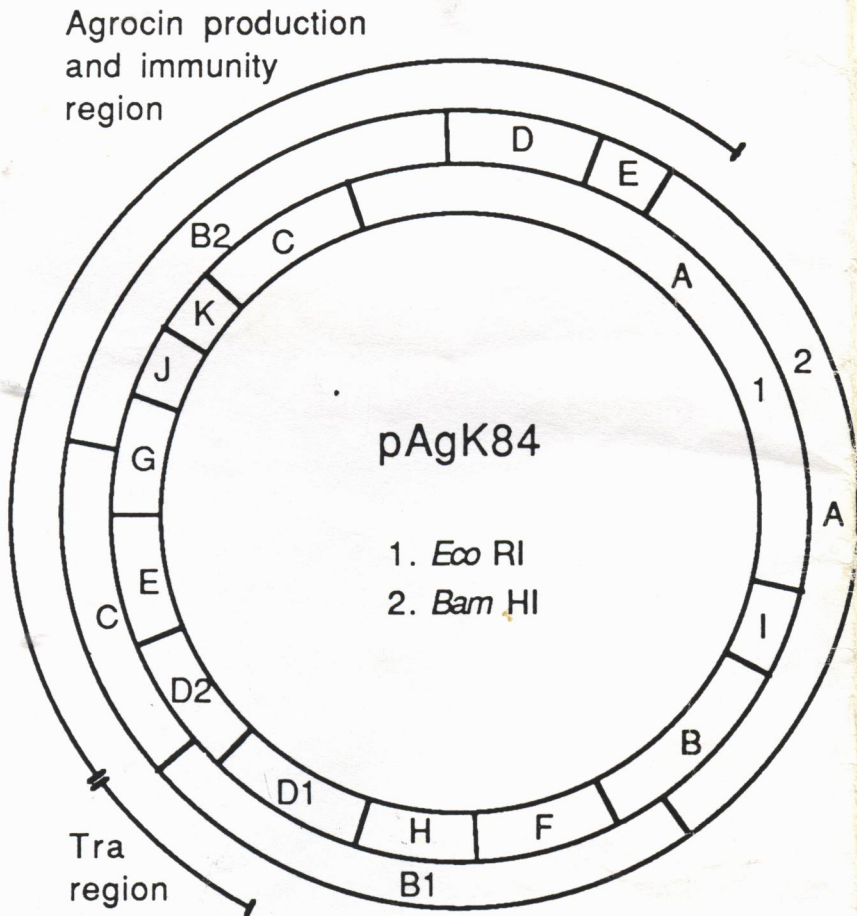 Agrocin production
and immunity
region
D
E
B2
C
A
K
2
J
1
G
pAgK84
A
1. Eco RI
E
2. Bam HI
C
I
D2
B
D1
H
F
Tra
region
B1